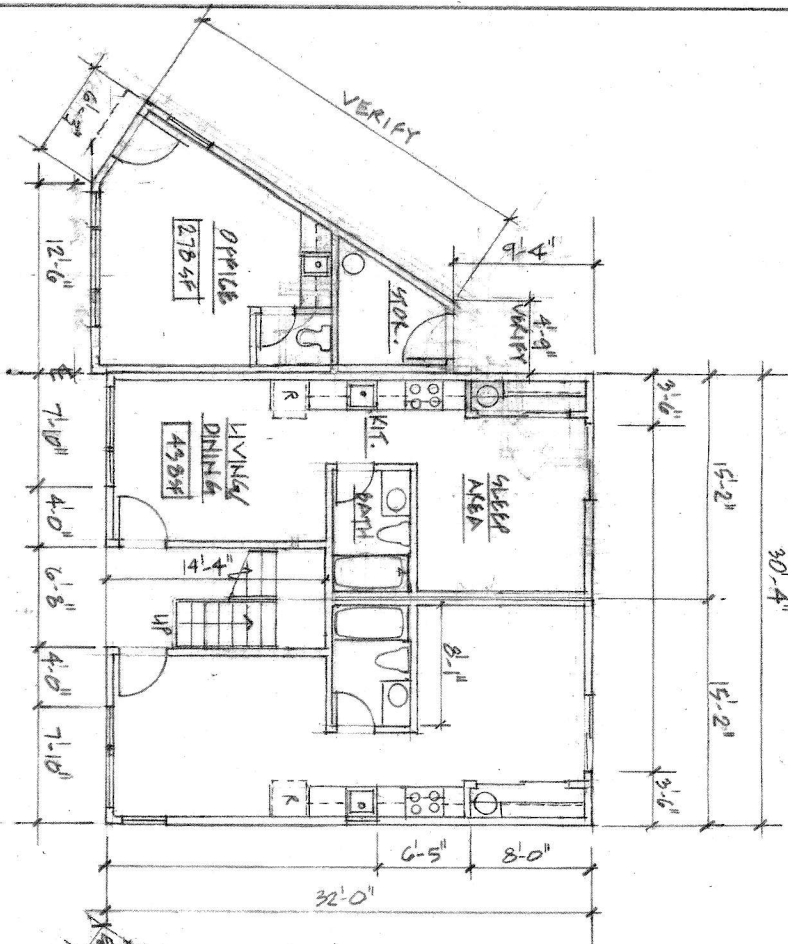 VERIFY
6'-3"
9'-4"
4'-9"
VERIFY
12'-6"
OFFICE
278 SF
STOR.
7'-10"
4'-0"
6'-8"
4'-0"
7'-10"
R
KIT.
LIVING/
DINING
438 SF
BATH
SLEEP
AREA
3'-6"
15'-2"
30'-4"
15'-2"
3'-6"
14'-4"
UP
8'-1"
R
6'-5"
8'-0"
32'-0"